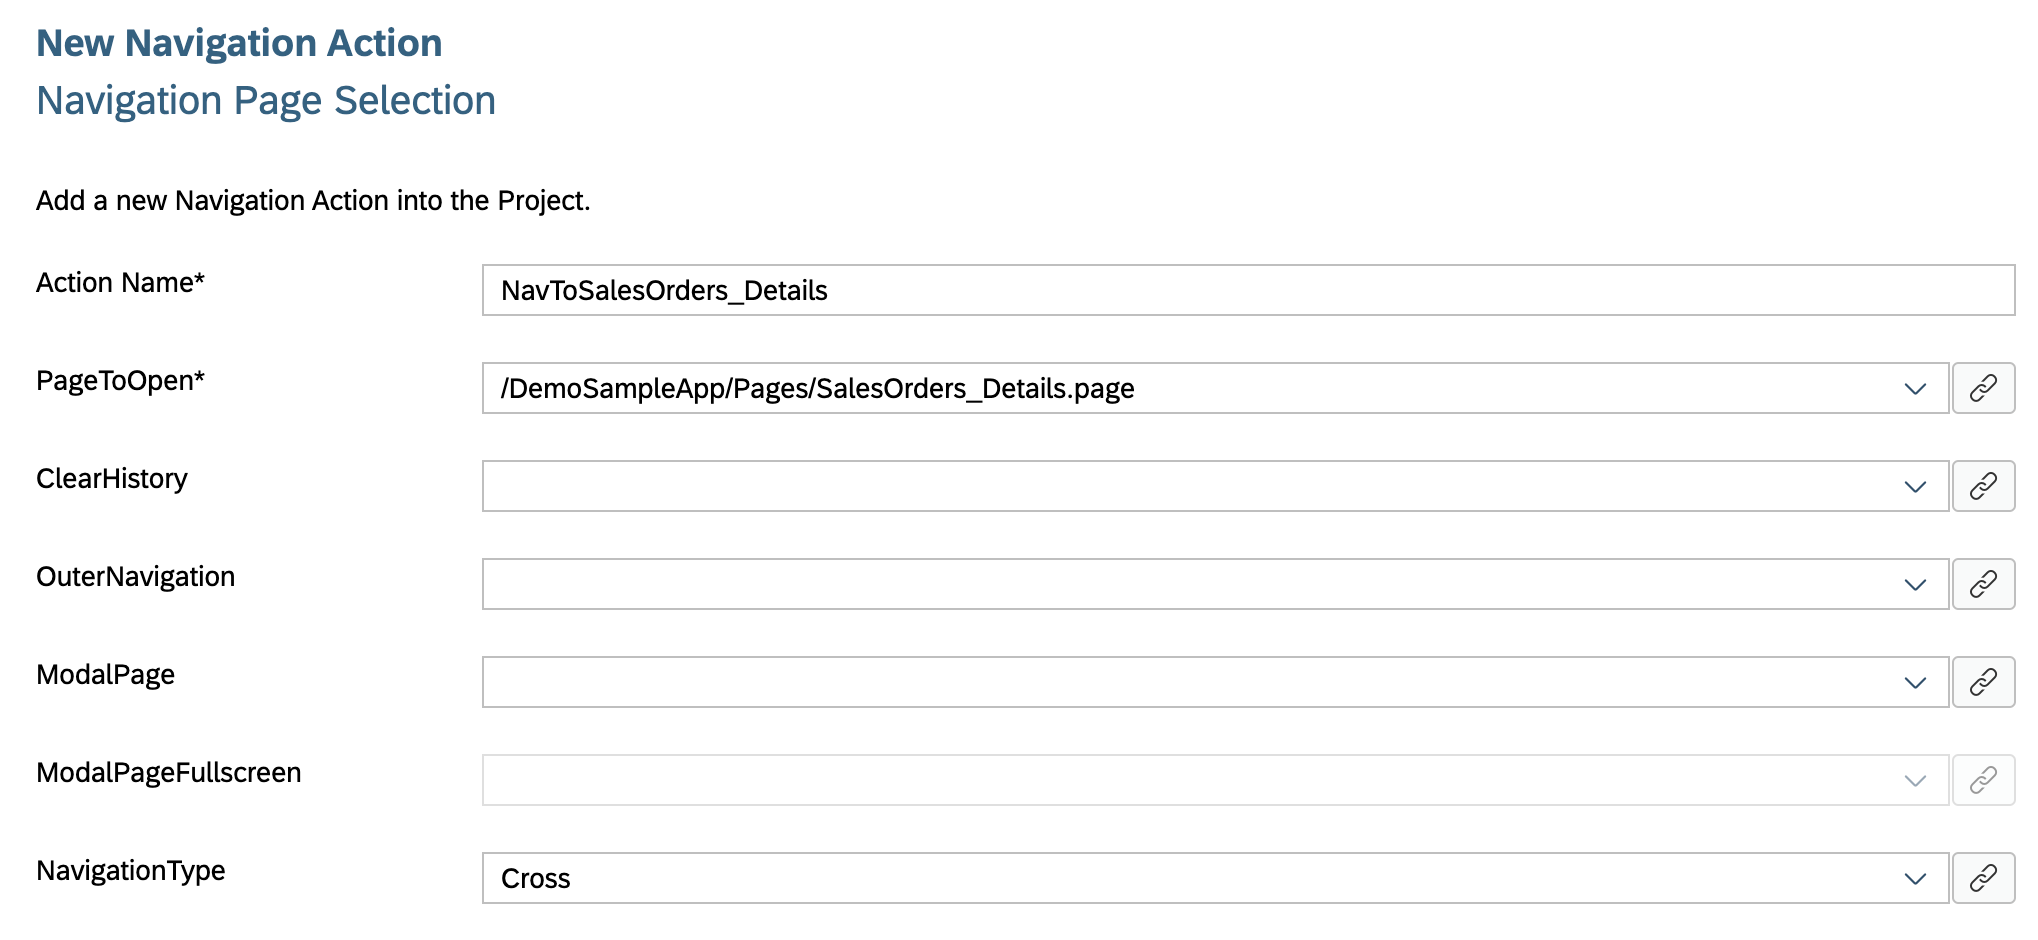 New Navigation Action
Navigation Page Selection
Add a new Navigation Action into the Project.
Action Name*
NavToSalesOrders_Details
PageToOpen*
/DemoSampleApp/Pages/SalesOrders_Details.page
ClearHistory
OuterNavigation
ModalPage
ModalPageFullscreen
NavigationType
Cross